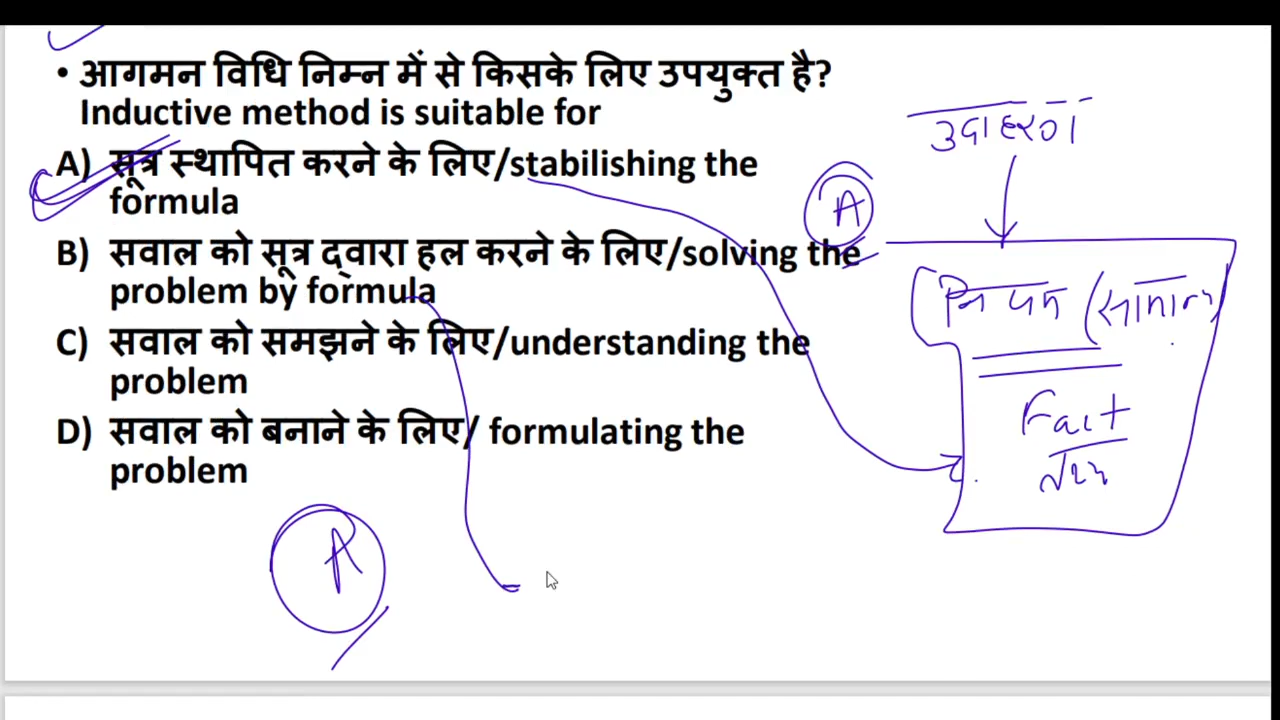 • आगमन विधि निम्न में से किसके लिए उपयुक्त है?
Inductive method is suitable for
A) सूत्र स्थापित करने के लिए/stabilishing the
formula
B) सवाल को सूत्र द्वारा हल करने के लिए/solving the
problem by formula
C) सवाल को समझने के लिए/understanding the
problem
D) सवाल को बनाने के लिए/ formulating the
problem
A
उदाहरण
A
नियम (सामान्य)
Fact
तथ्य